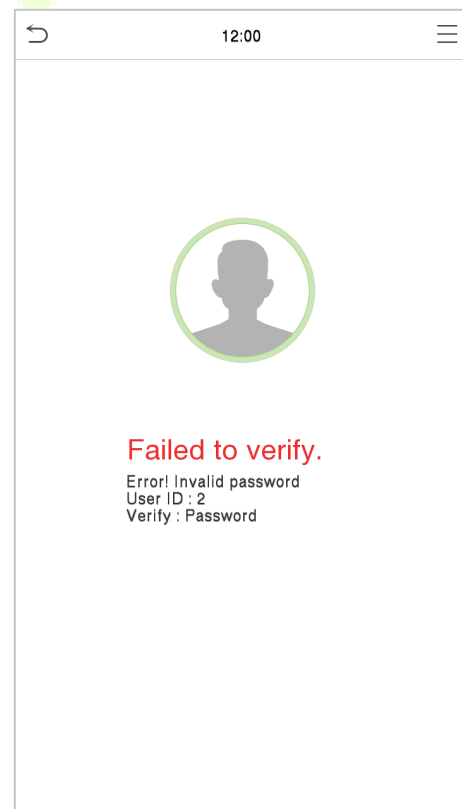 12:00
Failed to verify.
Error! Invalid password
User ID : 2
Verify : Password